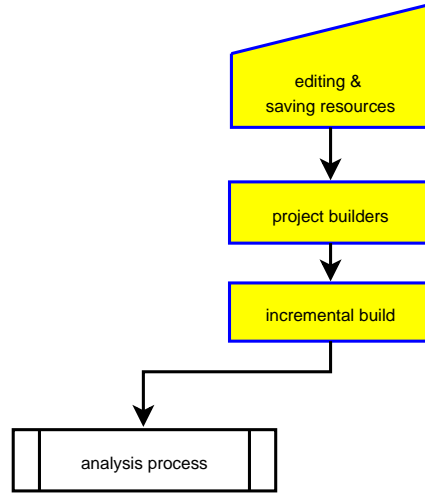 editing &
saving resources
project builders
incremental build
analysis process